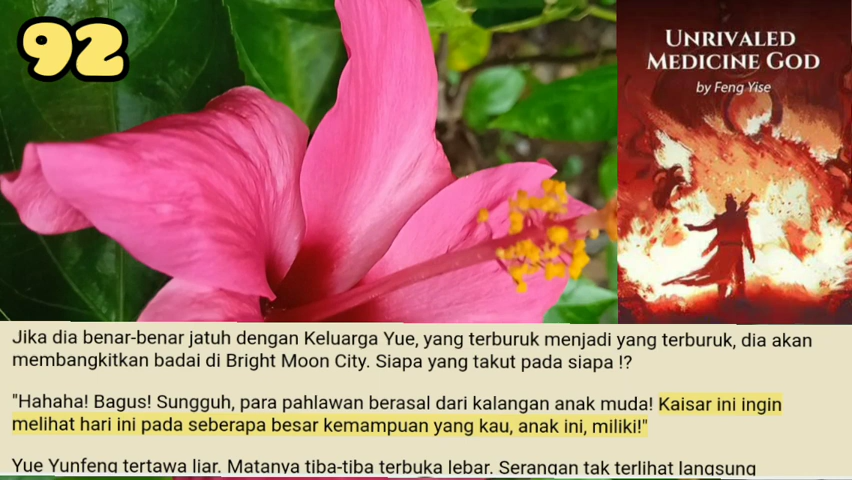 92
UNRIVALED
MEDICINE GOD
by Feng Yise
Jika dia benar-benar jatuh dengan Keluarga Yue, yang terburuk menjadi yang terburuk, dia akan
membangkitkan badai di Bright Moon City. Siapa yang takut pada siapa !?
"Hahaha! Bagus! Sungguh, para pahlawan berasal dari kalangan anak muda! Kaisar ini ingin
melihat hari ini pada seberapa besar kemampuan yang kau, anak ini, miliki!"
Yue Yunfeng tertawa liar. Matanya tiba-tiba terbuka lebar. Serangan tak terlihat langsung